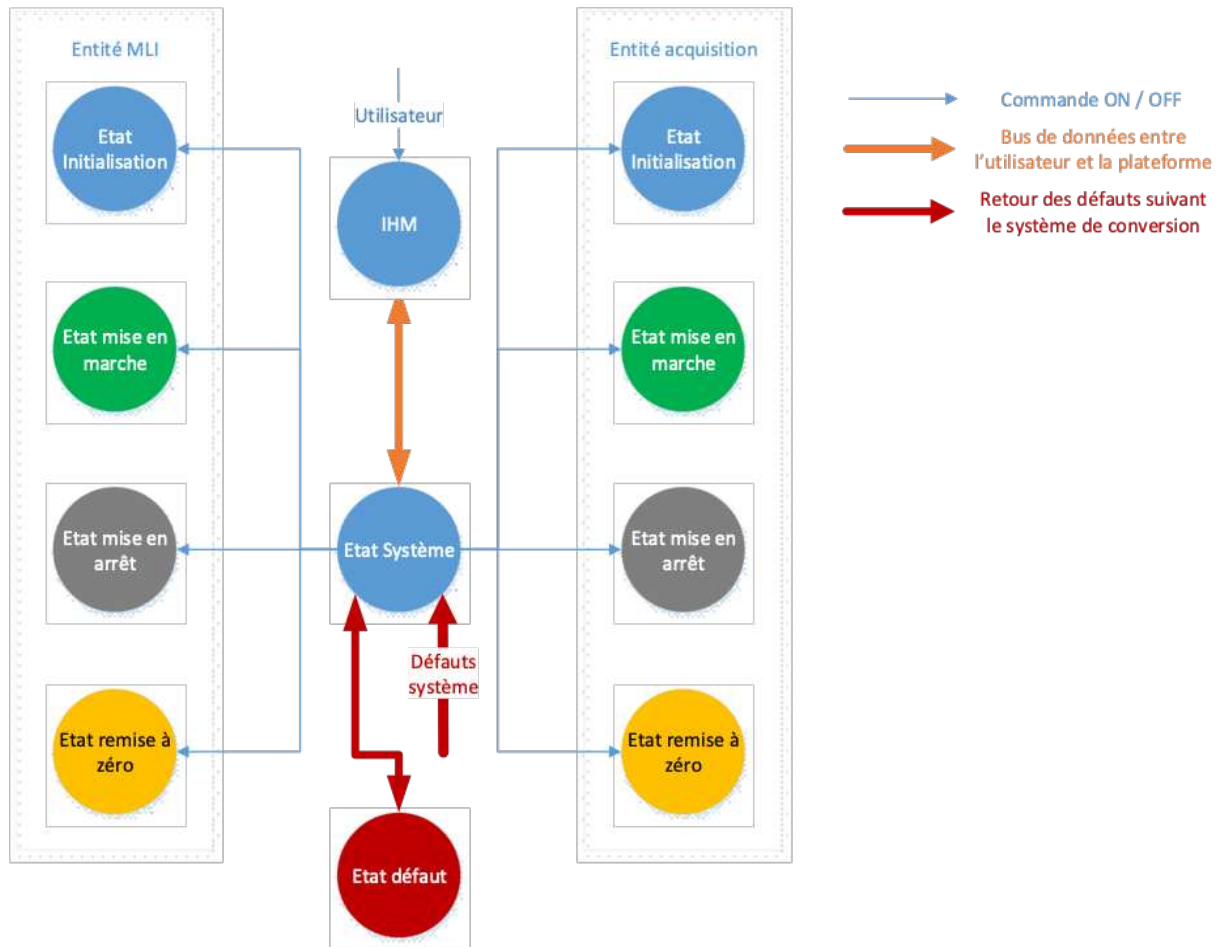 Entité MLI
Etat
Initialisation
Etat mise en
marche
Etat mise en
arrêt
Etat remise à
zéro
Utilisateur
IHM
Etat Système
Défauts
système
Etat défaut
Entité acquisition
Etat
Initialisation
Etat mise en
marche
Etat mise en
arrêt
Etat remise à
zéro
Commande ON / OFF
Bus de données entre
l'utilisateur et la plateforme
Retour des défauts suivant
le système de conversion